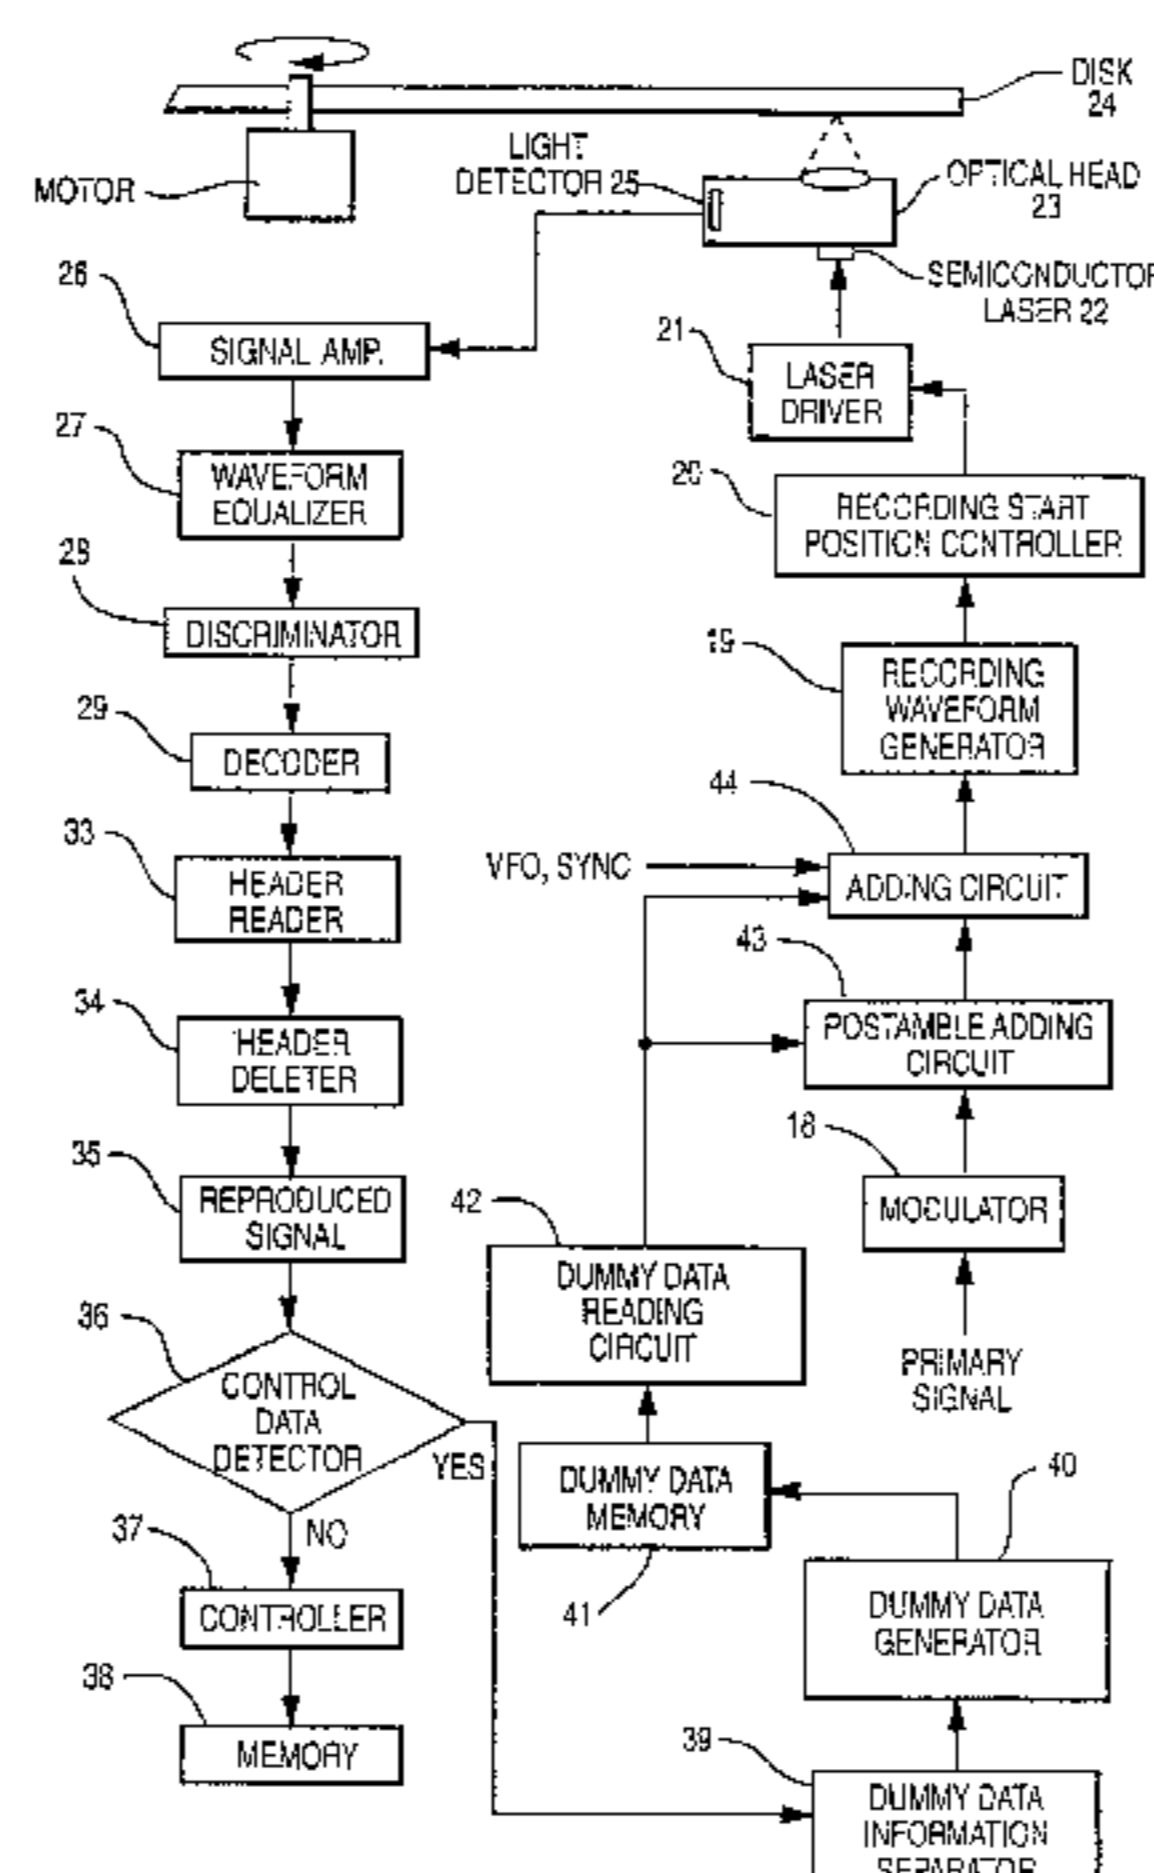 DISK
24
LIGHT
DETECTOR 25
MOTOR
OPTICAL HEAD
23
SEMICONDUCTOR
LASER 22
26
SIGNAL AMP.
21
LASER
DRIVER
27
WAVEFORM
EQUALIZER
20
RECORDING START
POSITION CONTROLLER
28
DISCRIMINATOR
19
RECORDING
WAVEFORM
GENERATOR
29
DECODER
44
VFO, SYNC
ADDING CIRCUIT
33
HEADER
READER
43
POSTAMBLE ADDING
CIRCUIT
34
HEADER
DELETER
18
MODULATOR
35
REPRODUCED
SIGNAL
42
DUMMY DATA
READING
CIRCUIT
PRIMARY
SIGNAL
36
CONTROL
DATA
DETECTOR
YES
NO
DUMMY DATA
MEMORY
41
40
DUMMY DATA
GENERATOR
37
CONTROLLER
38
MEMORY
39
DUMMY DATA
INFORMATION
SEPARATOR